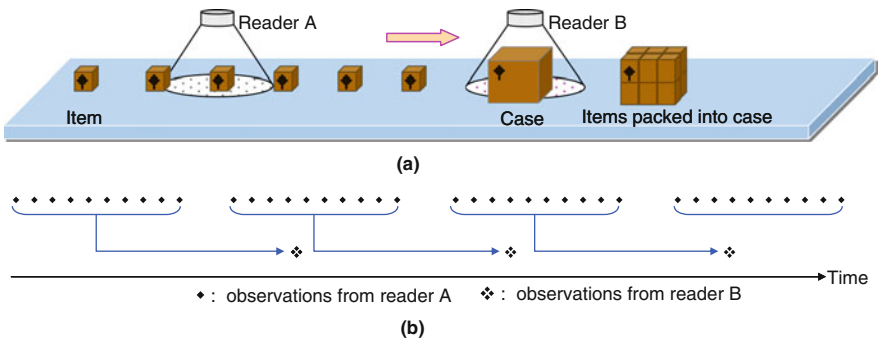 Reader A
Reader B
Item
Case
Items packed into case
(a)
Time
: observations from reader A
: observations from reader B
(b)